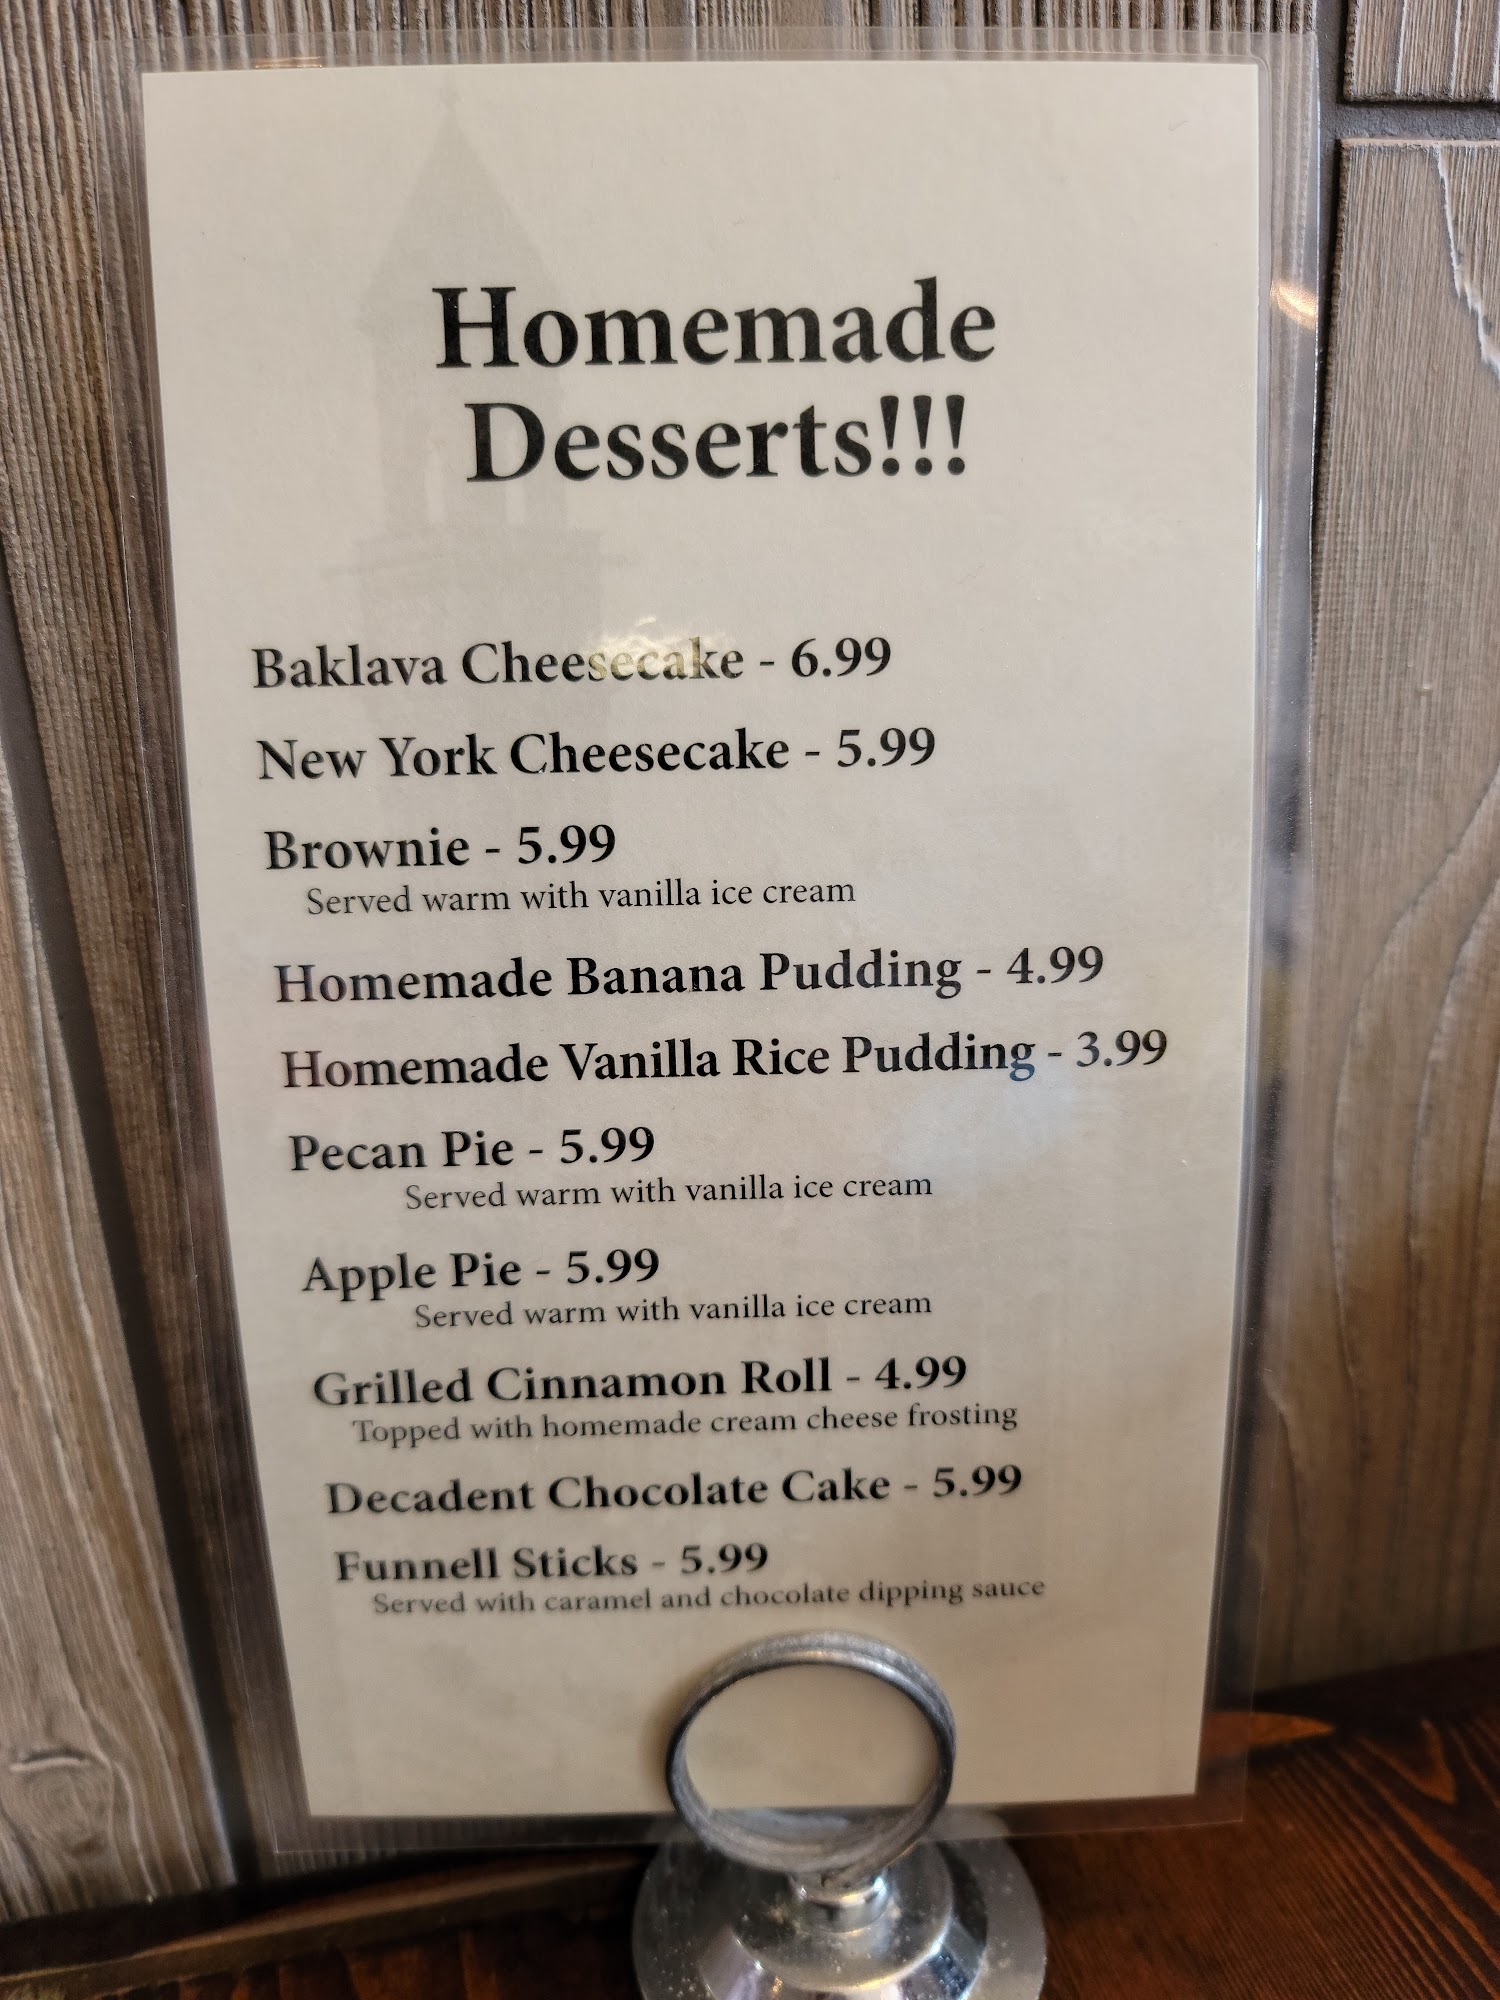 Homemade
Desserts!!!
Baklava Cheesecake - 6.99
New York Cheesecake - 5.99
Brownie - 5.99
Served warm with vanilla ice cream
Homemade Banana Pudding - 4.99
Homemade Vanilla Rice Pudding - 3.99
Pecan Pie - 5.99
Served warm with vanilla ice cream
Apple Pie - 5.99
Served warm with vanilla ice cream
Grilled Cinnamon Roll - 4.99
Topped with homemade cream cheese frosting
Decadent Chocolate Cake - 5.99
Funnell Sticks - 5.99
Served with caramel and chocolate dipping sauce